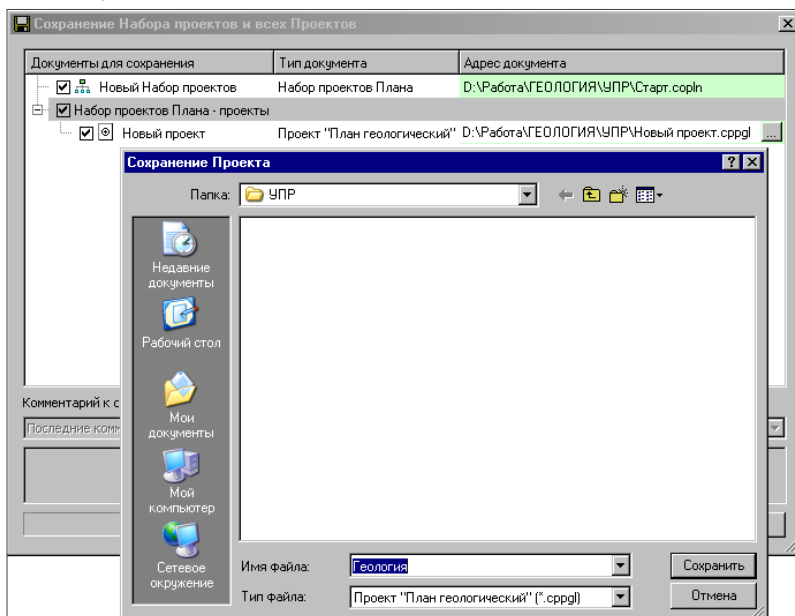 Сохранение Набора проектов и всех Проектов
Документы для сохранения Тип документа Адрес документа
Новый Набор проектов Набор проектов Плана D:\Работа\ГЕОЛОГИЯ\УПР\Старт.copln
Набор проектов Плана - проекты
Новый проект Проект "План геологический" D:\Работа\ГЕОЛОГИЯ\УПР\Новый проект.cppgl ...
Сохранение Проекта
Папка: УПР
Недавние
документы
Рабочий стол
Комментарий к с
Мои
документы
Последние комм
Мой
компьютер
Сетевое
окружение
Имя файла: Геология Сохранить
Тип файла: Проект "План геологический" (*.cppgl) Отмена